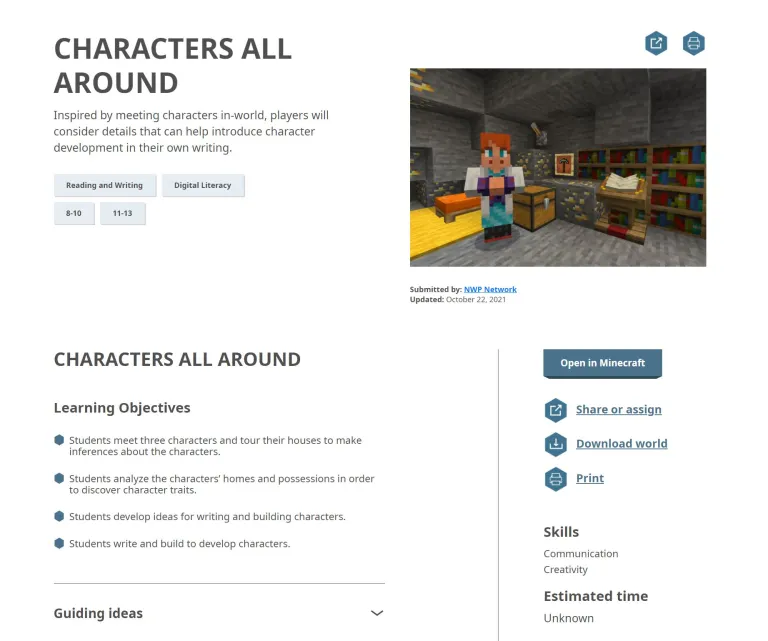 CHARACTERS ALL
AROUND
Inspired by meeting characters in-world, players will
consider details that can help introduce character
development in their own writing.
Reading and Writing
Digital Literacy
8-10
11-13
Submitted by: NWP Network
Updated: October 22, 2021
CHARACTERS ALL AROUND
Learning Objectives
Students meet three characters and tour their houses to make
inferences about the characters.
Students analyze the characters' homes and possessions in order
to discover character traits.
Students develop ideas for writing and building characters.
Students write and build to develop characters.
Guiding ideas
Open in Minecraft
Share or assign
Download world
Print
Skills
Communication
Creativity
Estimated time
Unknown